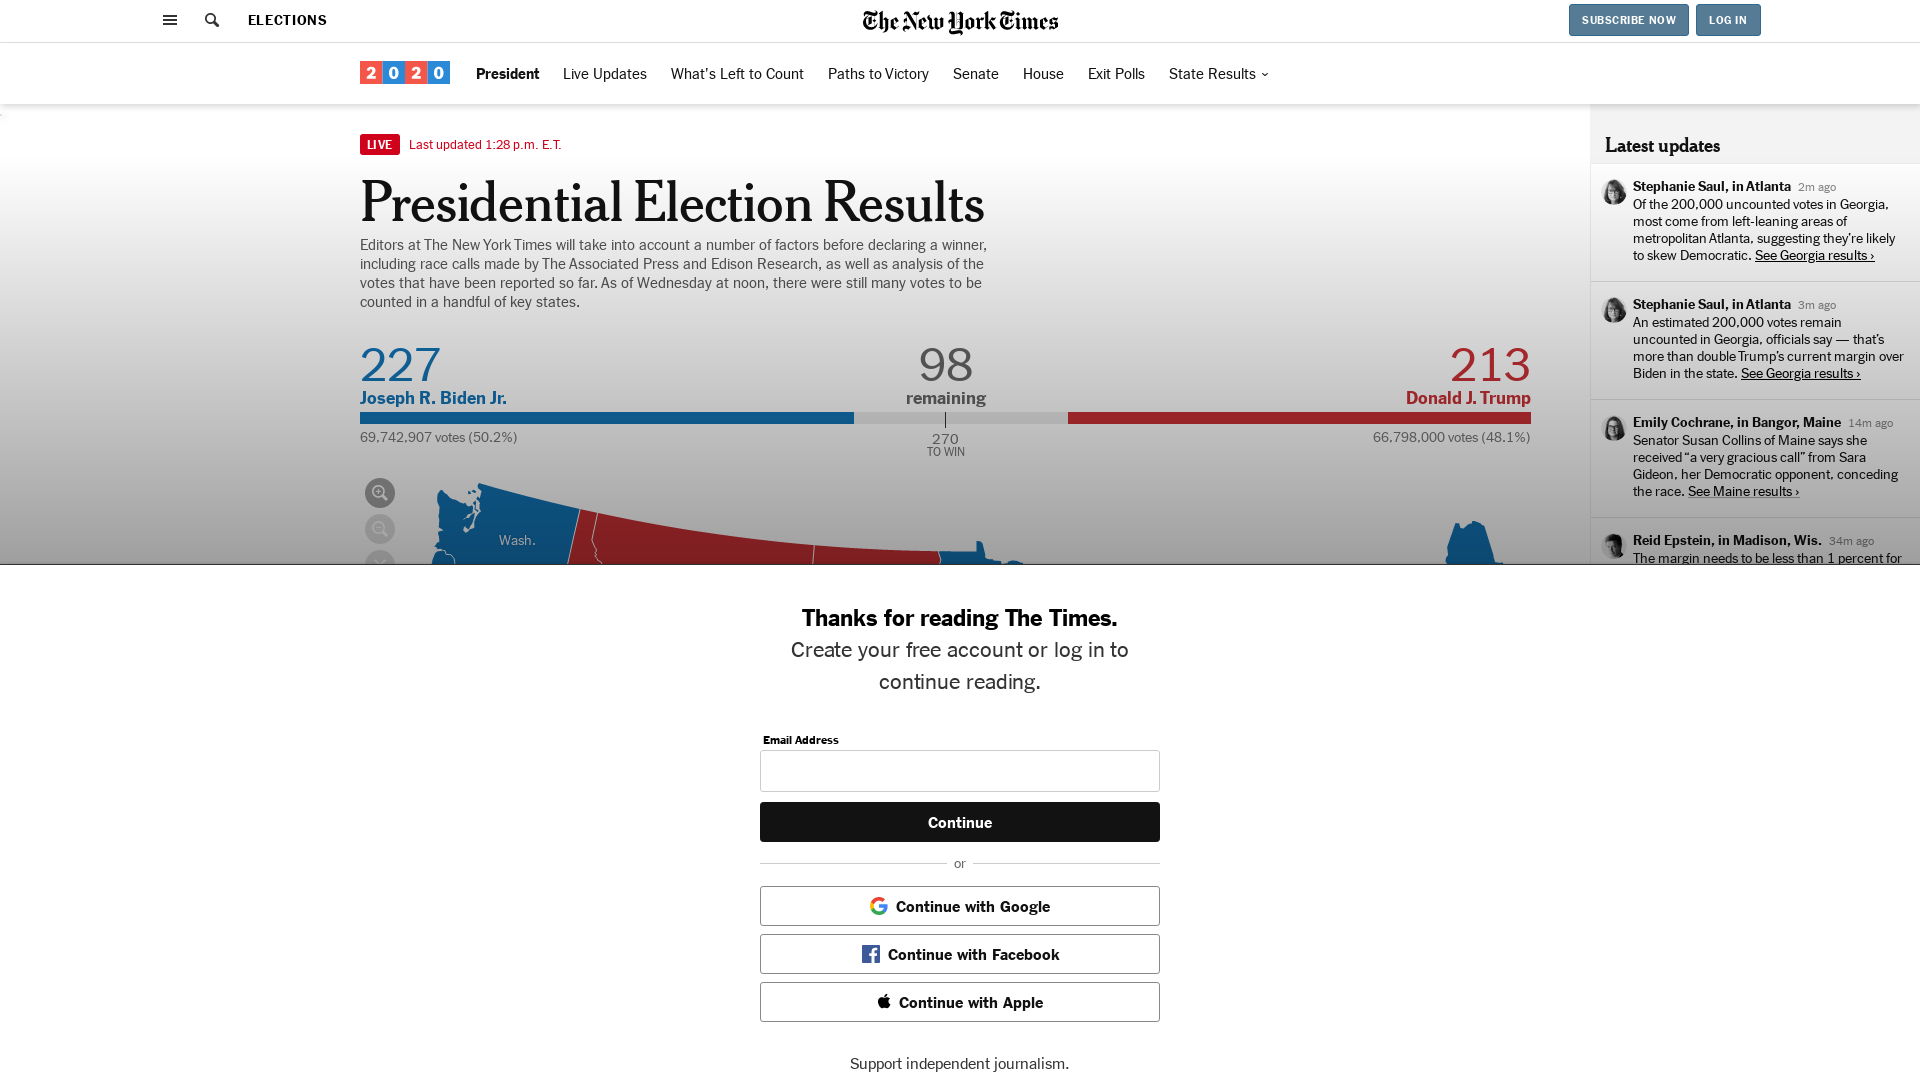 ELECTIONS
The New York Times
SUBSCRIBE NOW
LOG IN
2020
President
Live Updates
What's Left to Count
Paths to Victory
Senate
House
Exit Polls
State Results
LIVE
Last updated 1:28 p.m. E.T.
Presidential Election Results
Editors at The New York Times will take into account a number of factors before declaring a winner,
including race calls made by The Associated Press and Edison Research, as well as analysis of the
votes that have been reported so far. As of Wednesday at noon, there were still many votes to be
counted in a handful of key states.
227
98
213
Joseph R. Biden Jr.
remaining
Donald J. Trump
69,742,907 votes (50.2%)
270
TO WIN
66,798,000 votes (48.1%)
Wash.
Latest updates
Stephanie Saul, in Atlanta 2m ago
Of the 200,000 uncounted votes in Georgia,
most come from left-leaning areas of
metropolitan Atlanta, suggesting they’re likely
to skew Democratic. See Georgia results ›
Stephanie Saul, in Atlanta 3m ago
An estimated 200,000 votes remain
uncounted in Georgia, officials say — that’s
more than double Trump’s current margin over
Biden in the state. See Georgia results ›
Emily Cochrane, in Bangor, Maine 14m ago
Senator Susan Collins of Maine says she
received “a very gracious call” from Sara
Gideon, her Democratic opponent, conceding
the race. See Maine results ›
Reid Epstein, in Madison, Wis. 34m ago
The margin needs to be less than 1 percent for
Thanks for reading The Times.
Create your free account or log in to
continue reading.
Email Address
Continue
or
Continue with Google
Continue with Facebook
Continue with Apple
Support independent journalism.